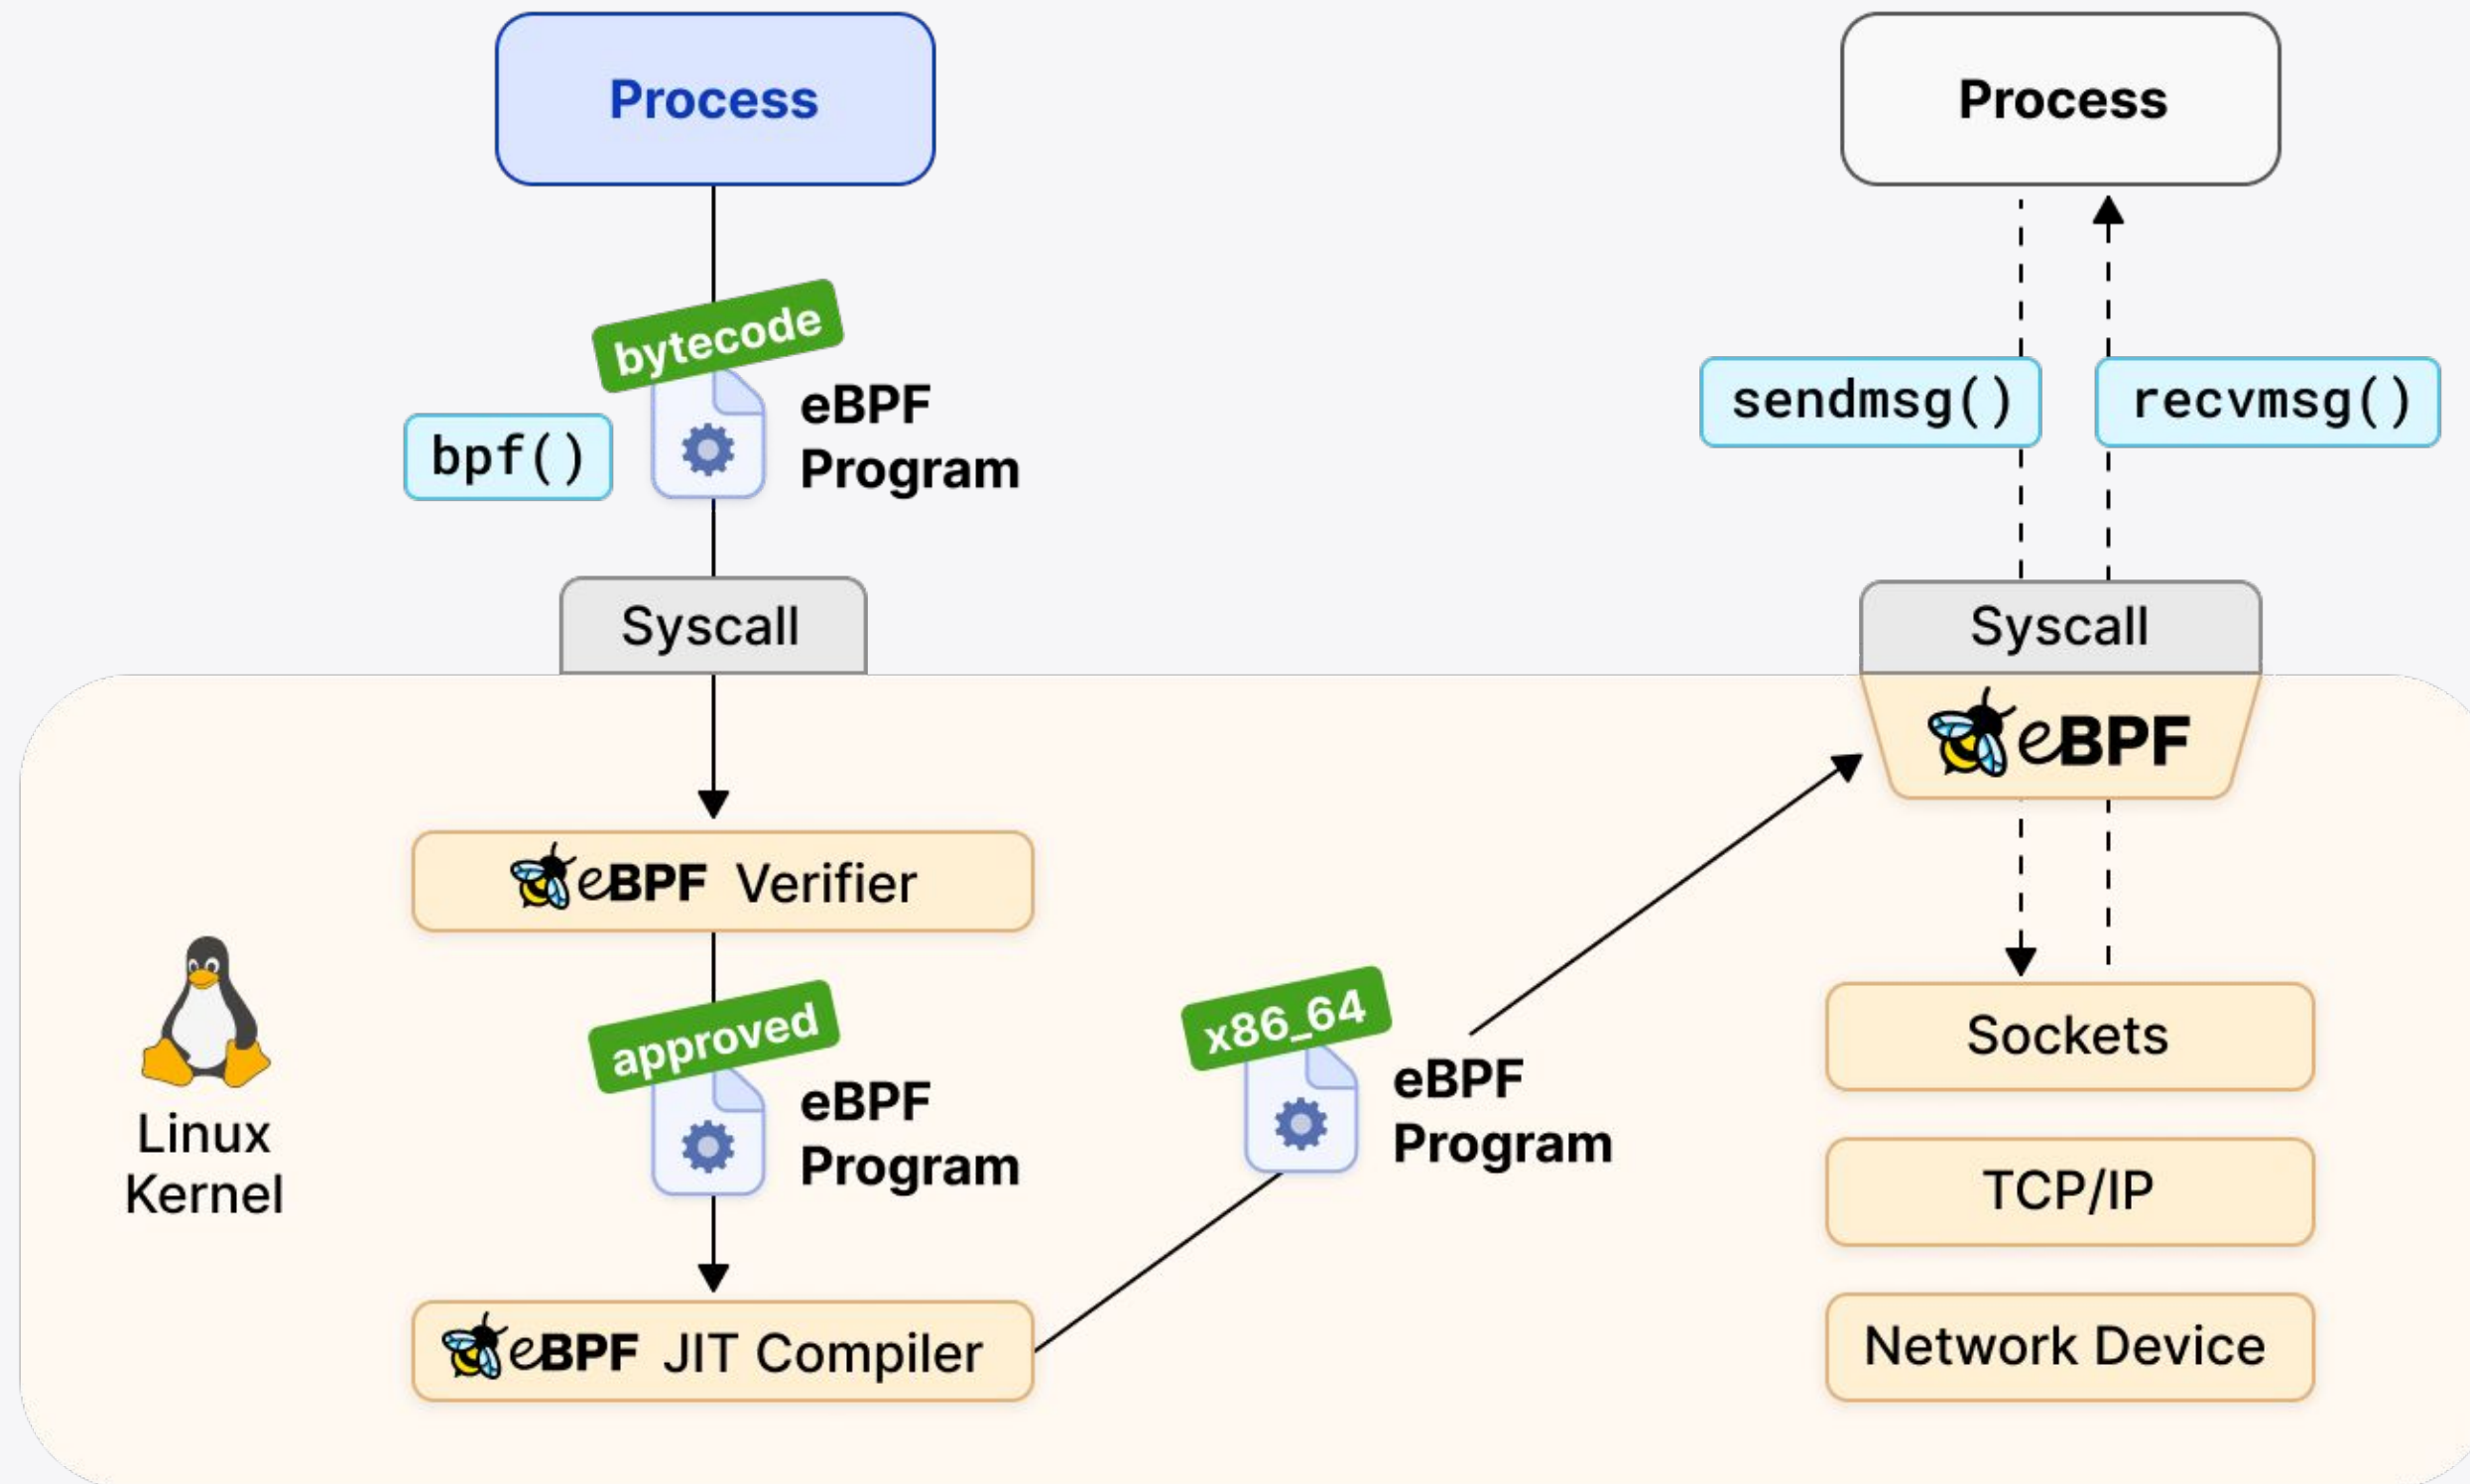 Process
Process
bytecode
eBPF
Program
bpf()
sendmsg()
recvmsg()
Syscall
Syscall
eBPF
eBPF Verifier
approved
eBPF
Program
x86_64
eBPF
Program
Linux
Kernel
Sockets
TCP/IP
eBPF JIT Compiler
Network Device